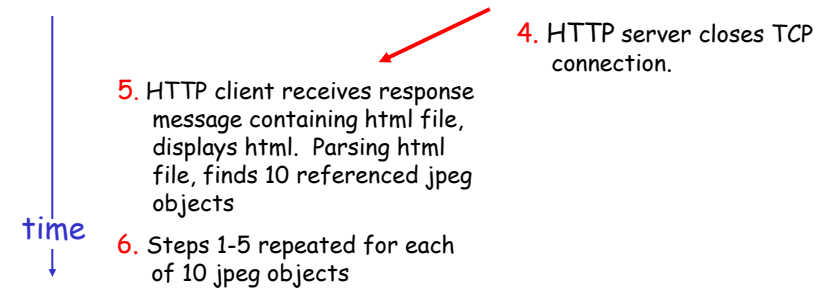 4. HTTP server closes TCP
connection.
5. HTTP client receives response
message containing html file,
displays html. Parsing html
file, finds 10 referenced jpeg
objects
time
6. Steps 1-5 repeated for each
of 10 jpeg objects